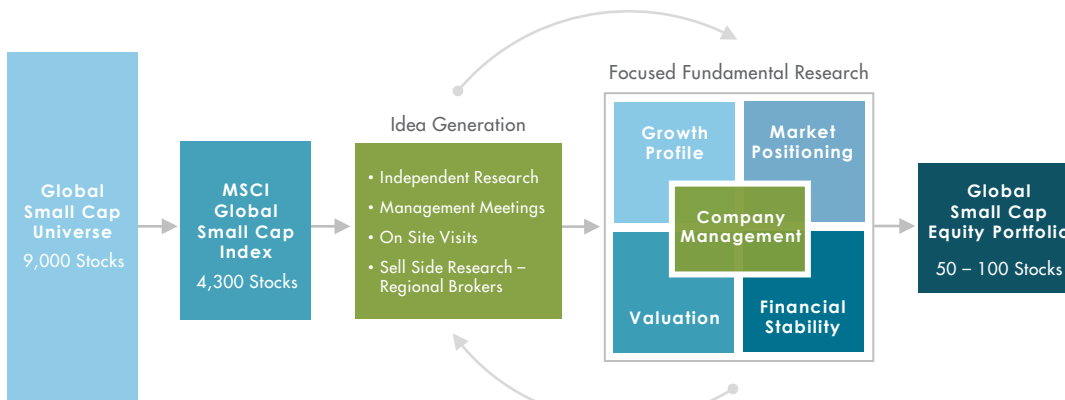 Global
Small Cap
Universe
9,000 Stocks
MSCI
Global
Small Cap
Index
4,300 Stocks
Idea Generation
• Independent Research
• Management Meetings
• On Site Visits
• Sell Side Research –
Regional Brokers
Focused Fundamental Research
Growth
Profile
Market
Positioning
Company
Management
Valuation
Financial
Stability
Global
Small Cap
Equity Portfolio
50 – 100 Stocks